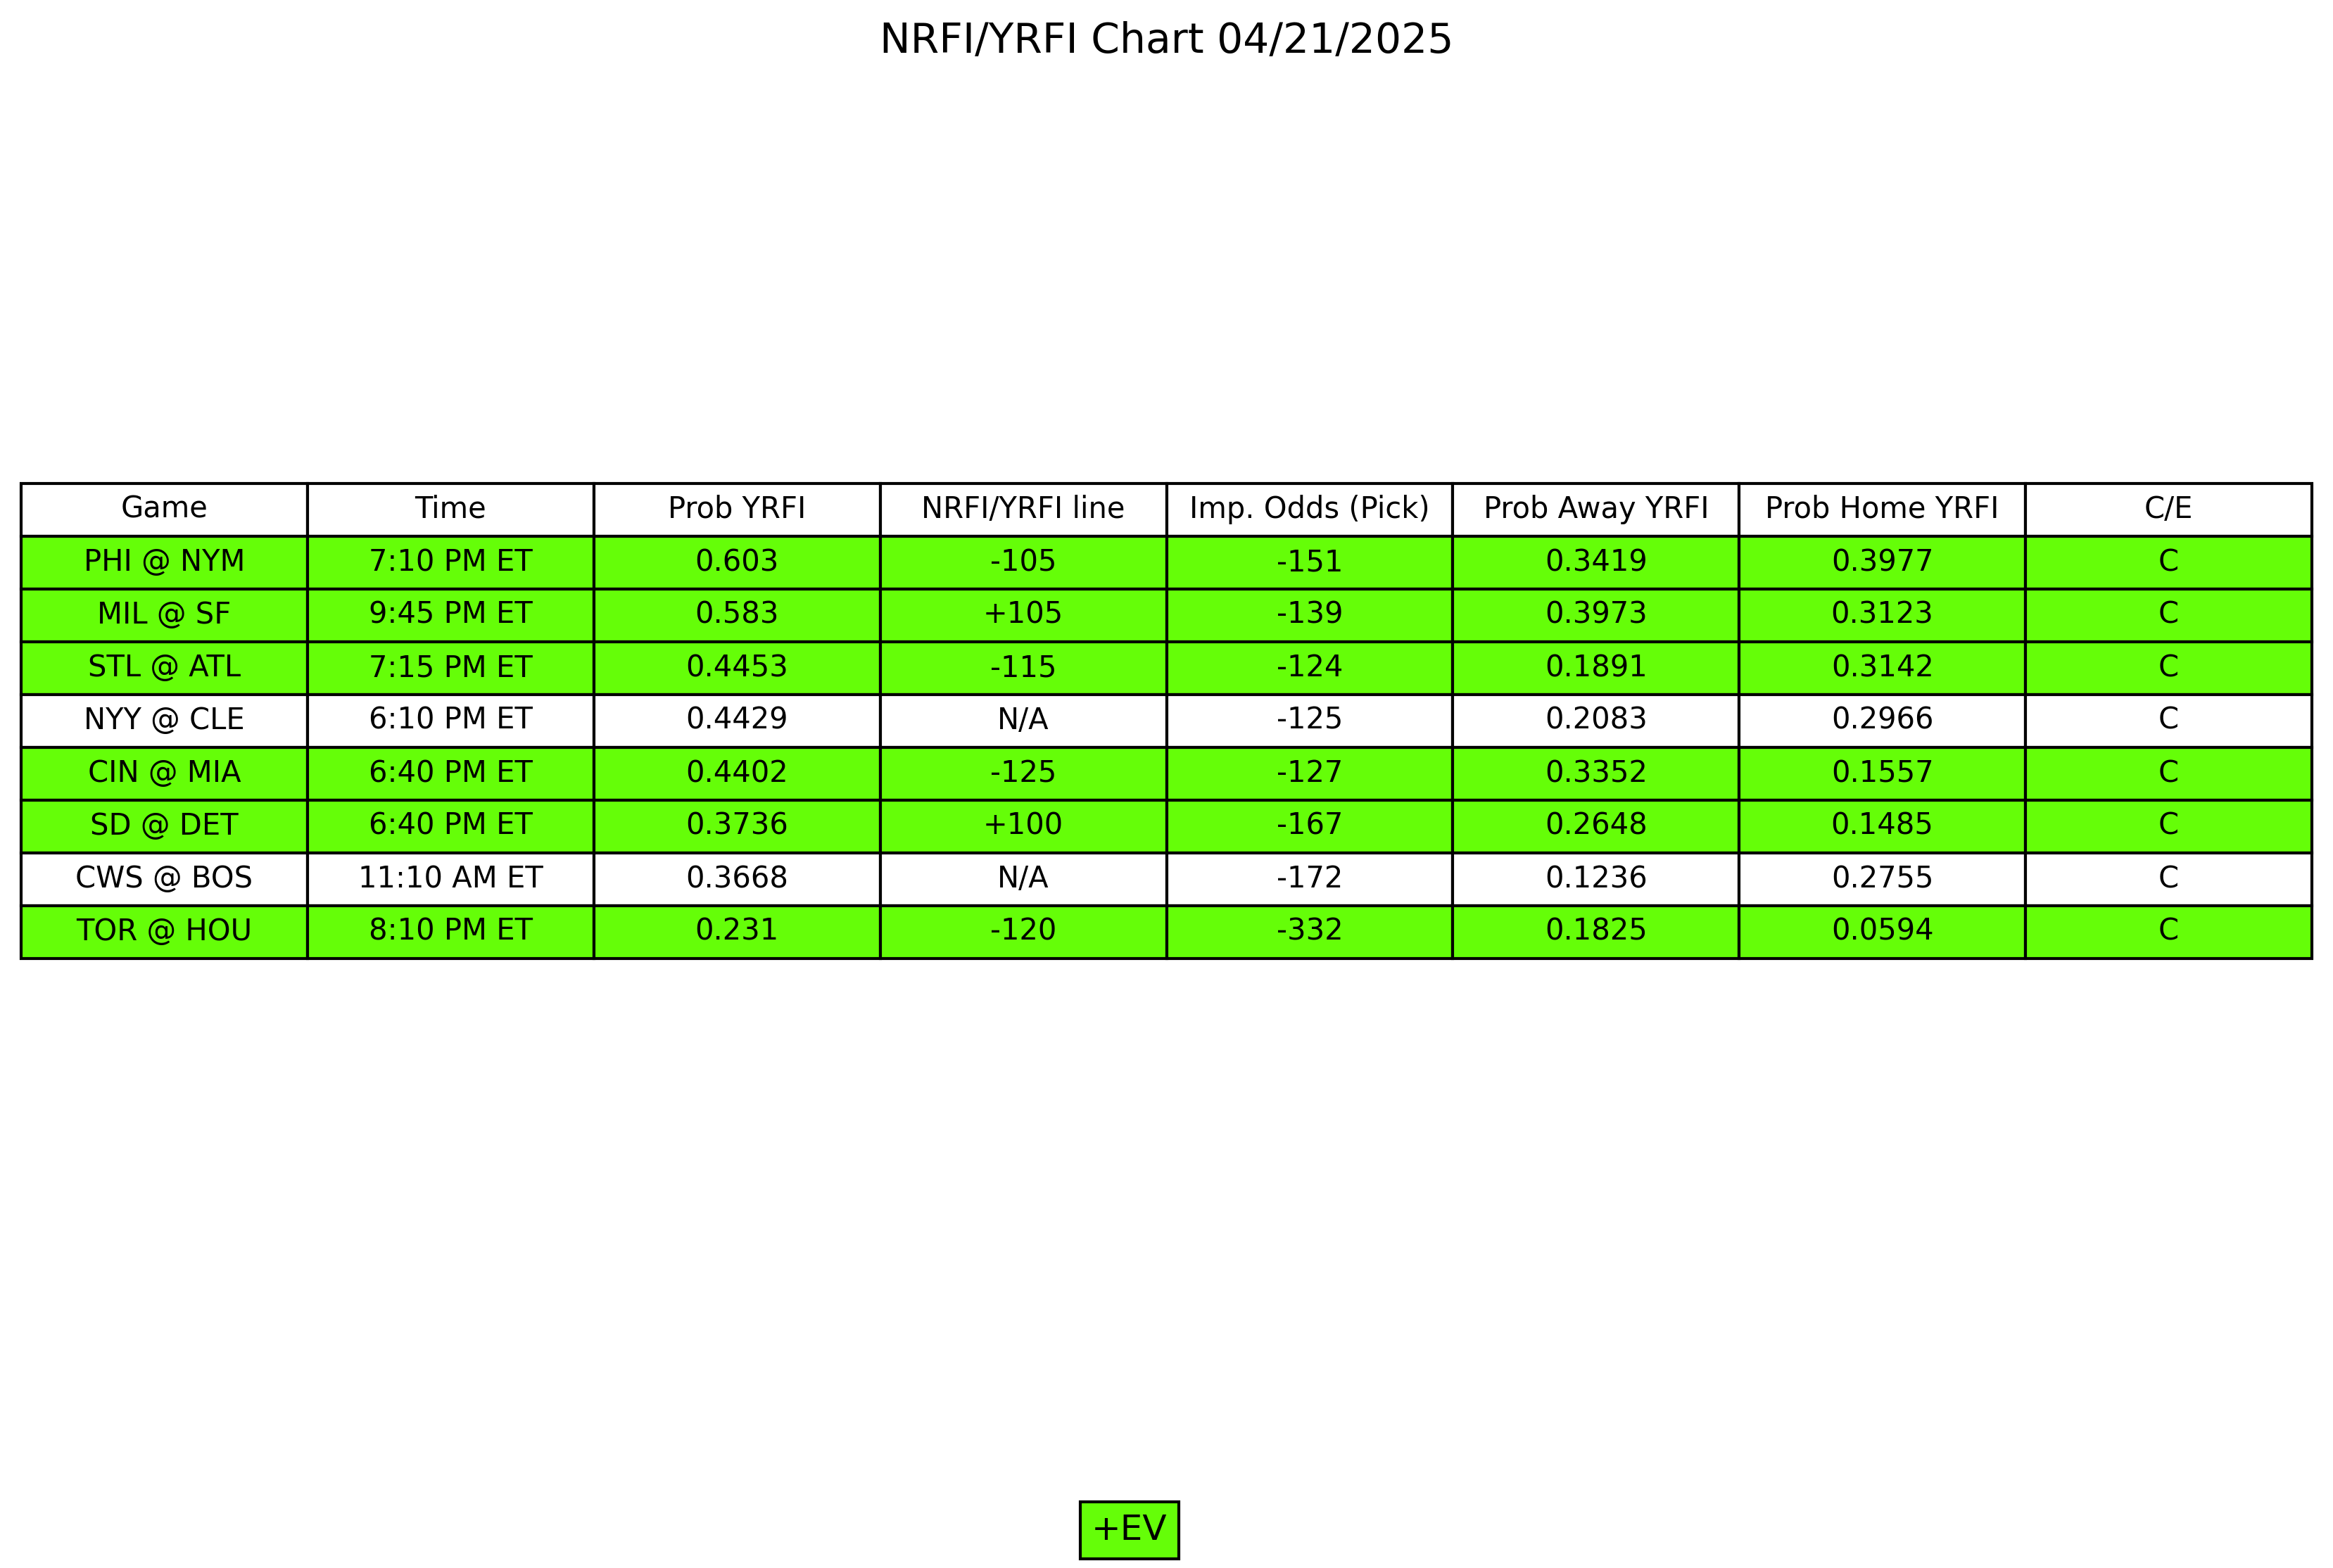 NRFI/YRFI Chart 04/21/2025
Game Time Prob YRFI NRFI/YRFI line Imp. Odds (Pick) Prob Away YRFI Prob Home YRFI C/E
PHI @ NYM 7:10 PM ET 0.603 -105 -151 0.3419 0.3977 C
MIL @ SF 9:45 PM ET 0.583 +105 -139 0.3973 0.3123 C
STL @ ATL 7:15 PM ET 0.4453 -115 -124 0.1891 0.3142 C
NYY @ CLE 6:10 PM ET 0.4429 N/A -125 0.2083 0.2966 C
CIN @ MIA 6:40 PM ET 0.4402 -125 -127 0.3352 0.1557 C
SD @ DET 6:40 PM ET 0.3736 +100 -167 0.2648 0.1485 C
CWS @ BOS 11:10 AM ET 0.3668 N/A -172 0.1236 0.2755 C
TOR @ HOU 8:10 PM ET 0.231 -120 -332 0.1825 0.0594 C
+EV